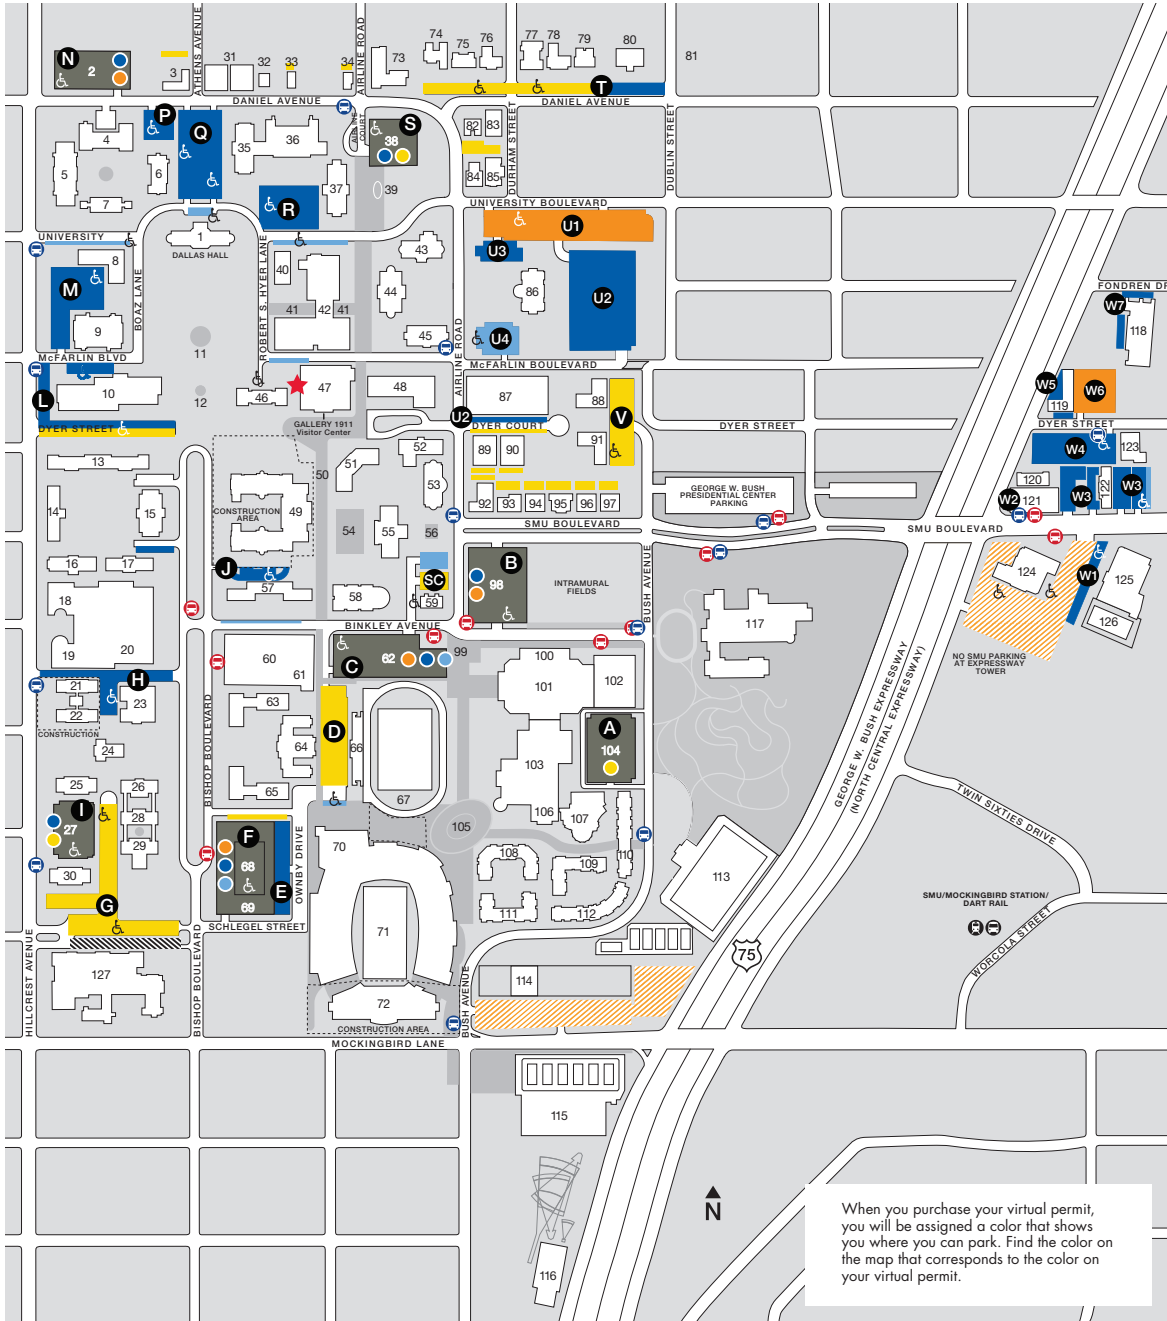 N
2
3
31
32
33
34
73
74
75
76
77
78
79
80
81
ATHENS AVENUE
AIRLINE ROAD
T
DANIEL AVENUE
DANIEL AVENUE
P
Q
4
5
6
7
35
36
AIRLINE COURT
S
38
37
39
R
82
83
84
85
DURHAM STREET
DUBLIN STREET
UNIVERSITY BOULEVARD
UNIVERSITY
1
DALLAS HALL
8
M
9
BOAZ LANE
ROBERT S. HYER LANE
40
41
42
41
43
44
45
U1
U3
U2
86
U4
AIRLINE ROAD
FONDREN DR
W7
118
11
12
McFARLIN BLVD
McFARLIN BOULEVARD
L
10
46
47
48
GALLERY 1911
Visitor Center
87
88
U2
V
W5
119
W6
DYER STREET
DYER COURT
DYER STREET
DYER STREET
13
14
15
16
17
CONSTRUCTION
AREA
49
50
51
52
53
54
55
56
89
90
91
92
93
94
95
96
97
GEORGE W. BUSH
PRESIDENTIAL CENTER
PARKING
W4
123
120
121
W2
W3
122
W3
SMU BOULEVARD
SMU BOULEVARD
J
57
58
SC
59
B
98
INTRAMURAL
FIELDS
BUSH AVENUE
124
W1
125
126
NO SMU PARKING
AT EXPRESSWAY
TOWER
18
19
20
BINKLEY AVENUE
60
61
C
62
99
100
101
102
117
H
21
22
23
CONSTRUCTION
24
BISHOP BOULEVARD
63
64
65
D
66
67
A
104
103
106
107
GEORGE W. BUSH EXPRESSWAY
(NORTH CENTRAL EXPRESSWAY)
25
26
I
27
28
29
30
F
68
69
E
OWNBY DRIVE
70
105
108
109
110
111
112
113
TWIN SIXTIES DRIVE
G
SCHLEGEL STREET
71
SMU/MOCKINGBIRD STATION/
DART RAIL
WORCOLA STREET
75
HILLCREST AVENUE
BISHOP BOULEVARD
127
72
CONSTRUCTION AREA
BUSH AVENUE
114
MOCKINGBIRD LANE
115
116
N
When you purchase your virtual permit,
you will be assigned a color that shows
you where you can park. Find the color on
the map that corresponds to the color on
your virtual permit.